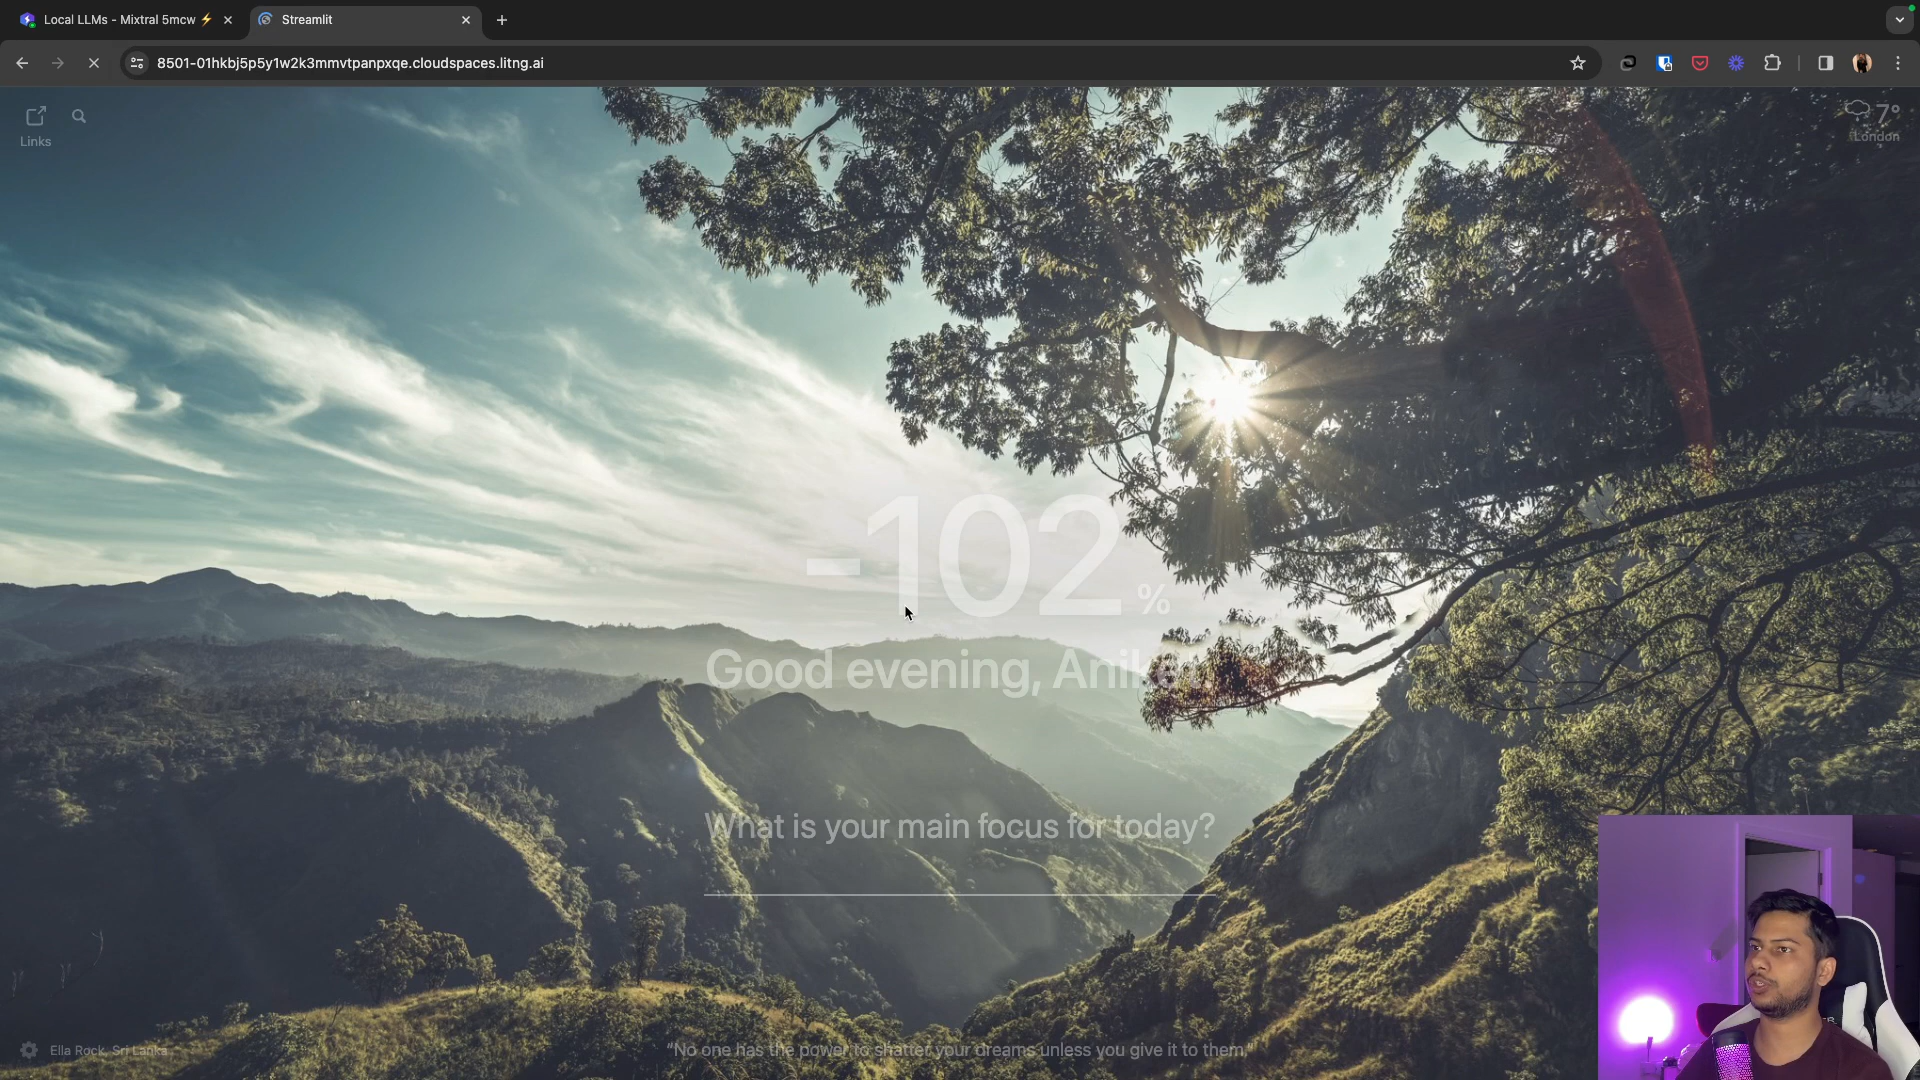 Local LLMs - Mixtral 5mcw ⚡
Streamlit
8501-01hkbj5p5y1w2k3mmvtpanpxqe.cloudspaces.litng.ai
Links
7°
London
-102 %
Good evening, Aniket.
What is your main focus for today?
Ella Rock, Sri Lanka
"No one has the power to shatter your dreams unless you give it to them."